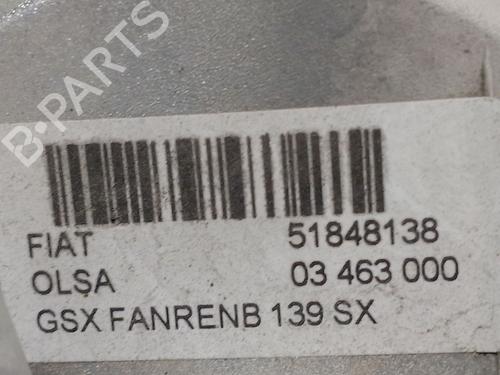 B-PARTS
FIAT 51848138
OLSA 03 463 000
GSX FANRENB 139 SX